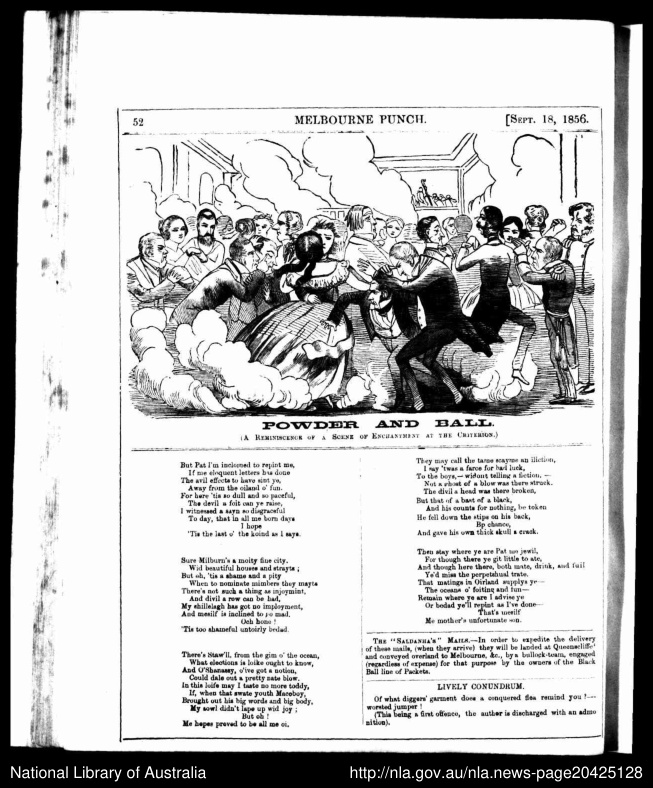 52
MELBOURNE PUNCH.
[SEPT. 18, 1856.
POWDER AND BALL.
(A REMINISCENCE OF A SCENE OF ENCHANTMENT AT THE CRITERION.)
But Pat I'm inclooned to repint me,
If me eloquent letters has done
The avil effects to have sint ye,
Away from the oiland o' fun.
For here 'tis so dull and so paceful,
The devil a foit can ye raise,
I witnessed a sayn so disgraceful
To day, that in all me born days
I hope
'Tis the last o' the koind as I says.
Sure Milburn's a moity fine city,
Wid beautiful houses and strayts;
But oh, 'tis a shame and a pity
When to nominate mimbers they mayts
There's not such a thing as injoymint,
And divil a row can be had,
My shillelagh has got no imployment,
And mesilf is inclined to go mad.
Och hone!
'Tis too shameful untoirly bedad.
There's Staw'll, from the gim o' the ocean,
What elections is loike ought to know,
And O'Shanassy, o'ive got a notion,
Could dale out a pretty nate blow.
In this loife may I taste no more toddy,
If, when that swate youth Mareboy,
Brought out his big words and big body,
My sowl didn't lape up wid joy;
But oh!
Me hopes proved to be all me oi.
They may call the tame sayme an iliction,
I say 'twas a farce for bad luck,
To the boys,—widout telling a fiction,—
Not a ghost of a blow was there struck.
The divil a head was there broken,
But that of a bast of a black,
And his counts for nothing, be token
He fell down the stips on his back,
By chance,
And gave his own thick skull a crack.
Then stay where ye are Pat me jewil,
For though there ye git little to ate,
And though here there, both mate, drink, and fuil
Ye'd miss the perpetshual trate.
That matings in Oirland supplys ye—
The oceans o' foiting and fun—
Remain where ye are I advise ye
Or bedad ye'll repint as I've done—
That's mesilf
Me mother's unfortunate son.
THE "SALDANHA'S" MAILS.—In order to expedite the delivery
of these mails, (when they arrive) they will be landed at Queenscliffe
and conveyed overland to Melbourne, &c., by a bullock-team, engaged
(regardless of expense) for that purpose by the owners of the Black
Ball line of Packets.
LIVELY CONUNDRUM.
Of what diggers' garment does a conquered flea remind you?—
worsted jumper!
(This being a first offence, the author is discharged with an admo
nition).
National Library of Australia
http://nla.gov.au/nla.news-page20425128